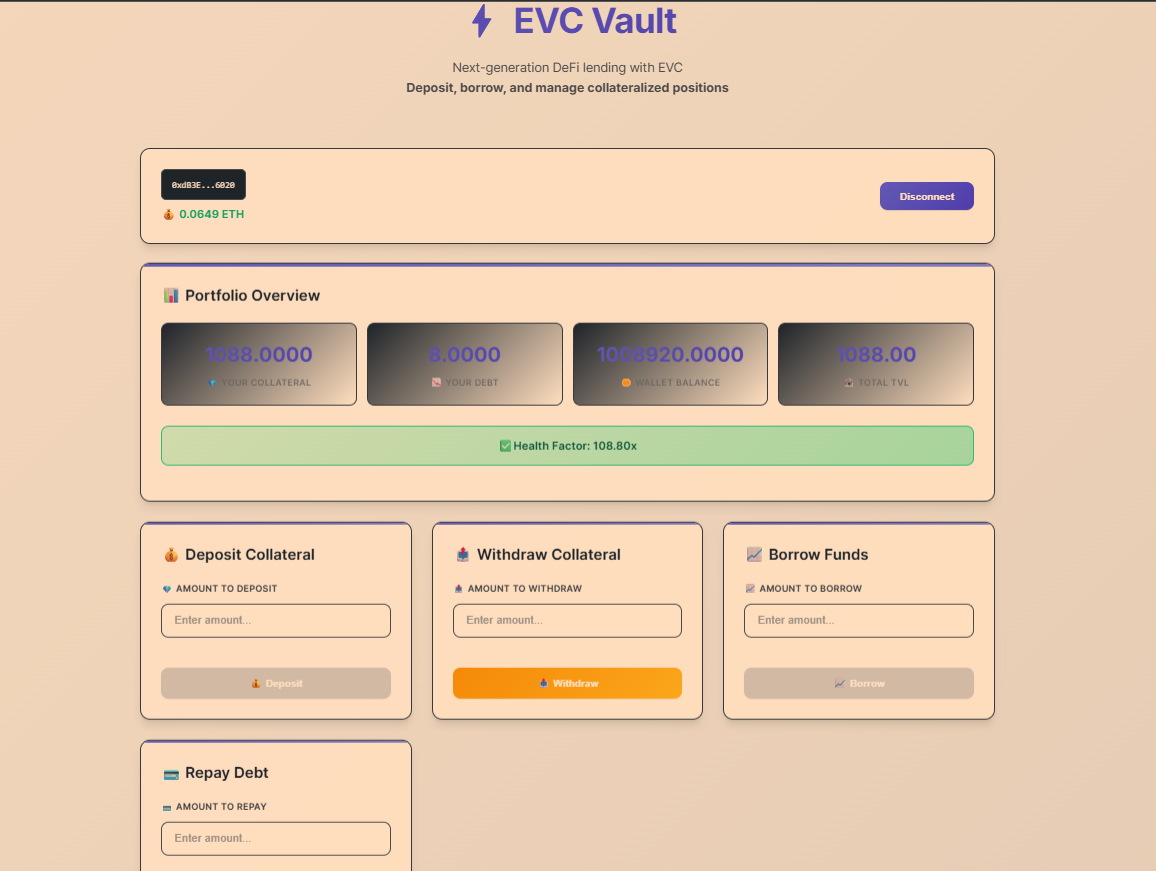 EVC Vault
Next-generation DeFi lending with EVC
Deposit, borrow, and manage collateralized positions
0xdB3E...6020
0.0649 ETH
Disconnect
Portfolio Overview
1088.0000
YOUR COLLATERAL
8.0000
YOUR DEBT
1008920.0000
WALLET BALANCE
1088.00
TOTAL TVL
Health Factor: 108.80x
Deposit Collateral
AMOUNT TO DEPOSIT
Enter amount...
Deposit
Withdraw Collateral
AMOUNT TO WITHDRAW
Enter amount...
Withdraw
Borrow Funds
AMOUNT TO BORROW
Enter amount...
Borrow
Repay Debt
AMOUNT TO REPAY
Enter amount...